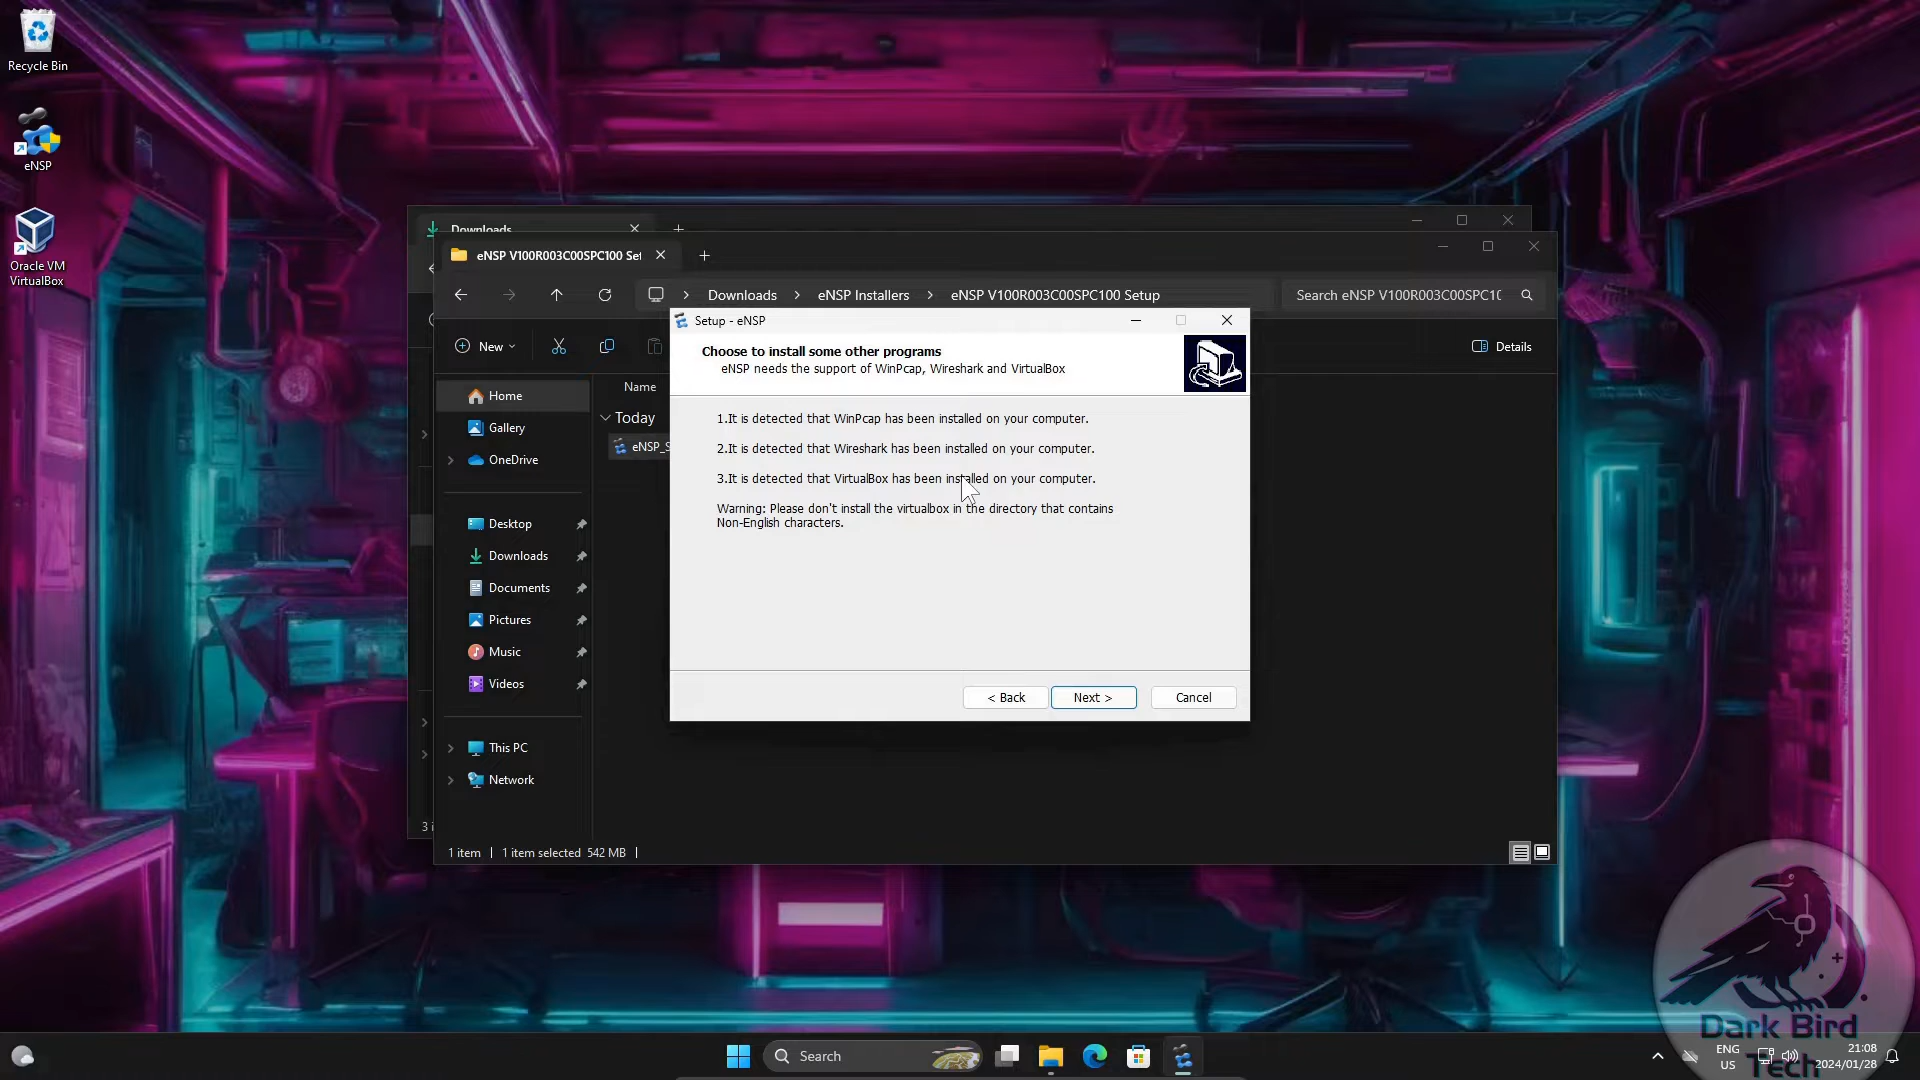 Recycle Bin
eNSP
Oracle VM
VirtualBox
Downloads
eNSP V100R003C00SPC100 Set
Downloads
eNSP Installers
eNSP V100R003C00SPC100 Setup
Search eNSP V100R003C00SPC10
New
Details
Home
Gallery
OneDrive
Desktop
Downloads
Documents
Pictures
Music
Videos
This PC
Network
Name
Today
eNSP_S
Setup - eNSP
Choose to install some other programs
eNSP needs the support of WinPcap, Wireshark and VirtualBox
1.It is detected that WinPcap has been installed on your computer.
2.It is detected that Wireshark has been installed on your computer.
3.It is detected that VirtualBox has been installed on your computer.
Warning: Please don't install the virtualbox in the directory that contains
Non-English characters.
< Back
Next >
Cancel
3 i
1 item
1 item selected 542 MB
Dark Bird
Tech
Search
ENG
US
21:08
2024/01/28